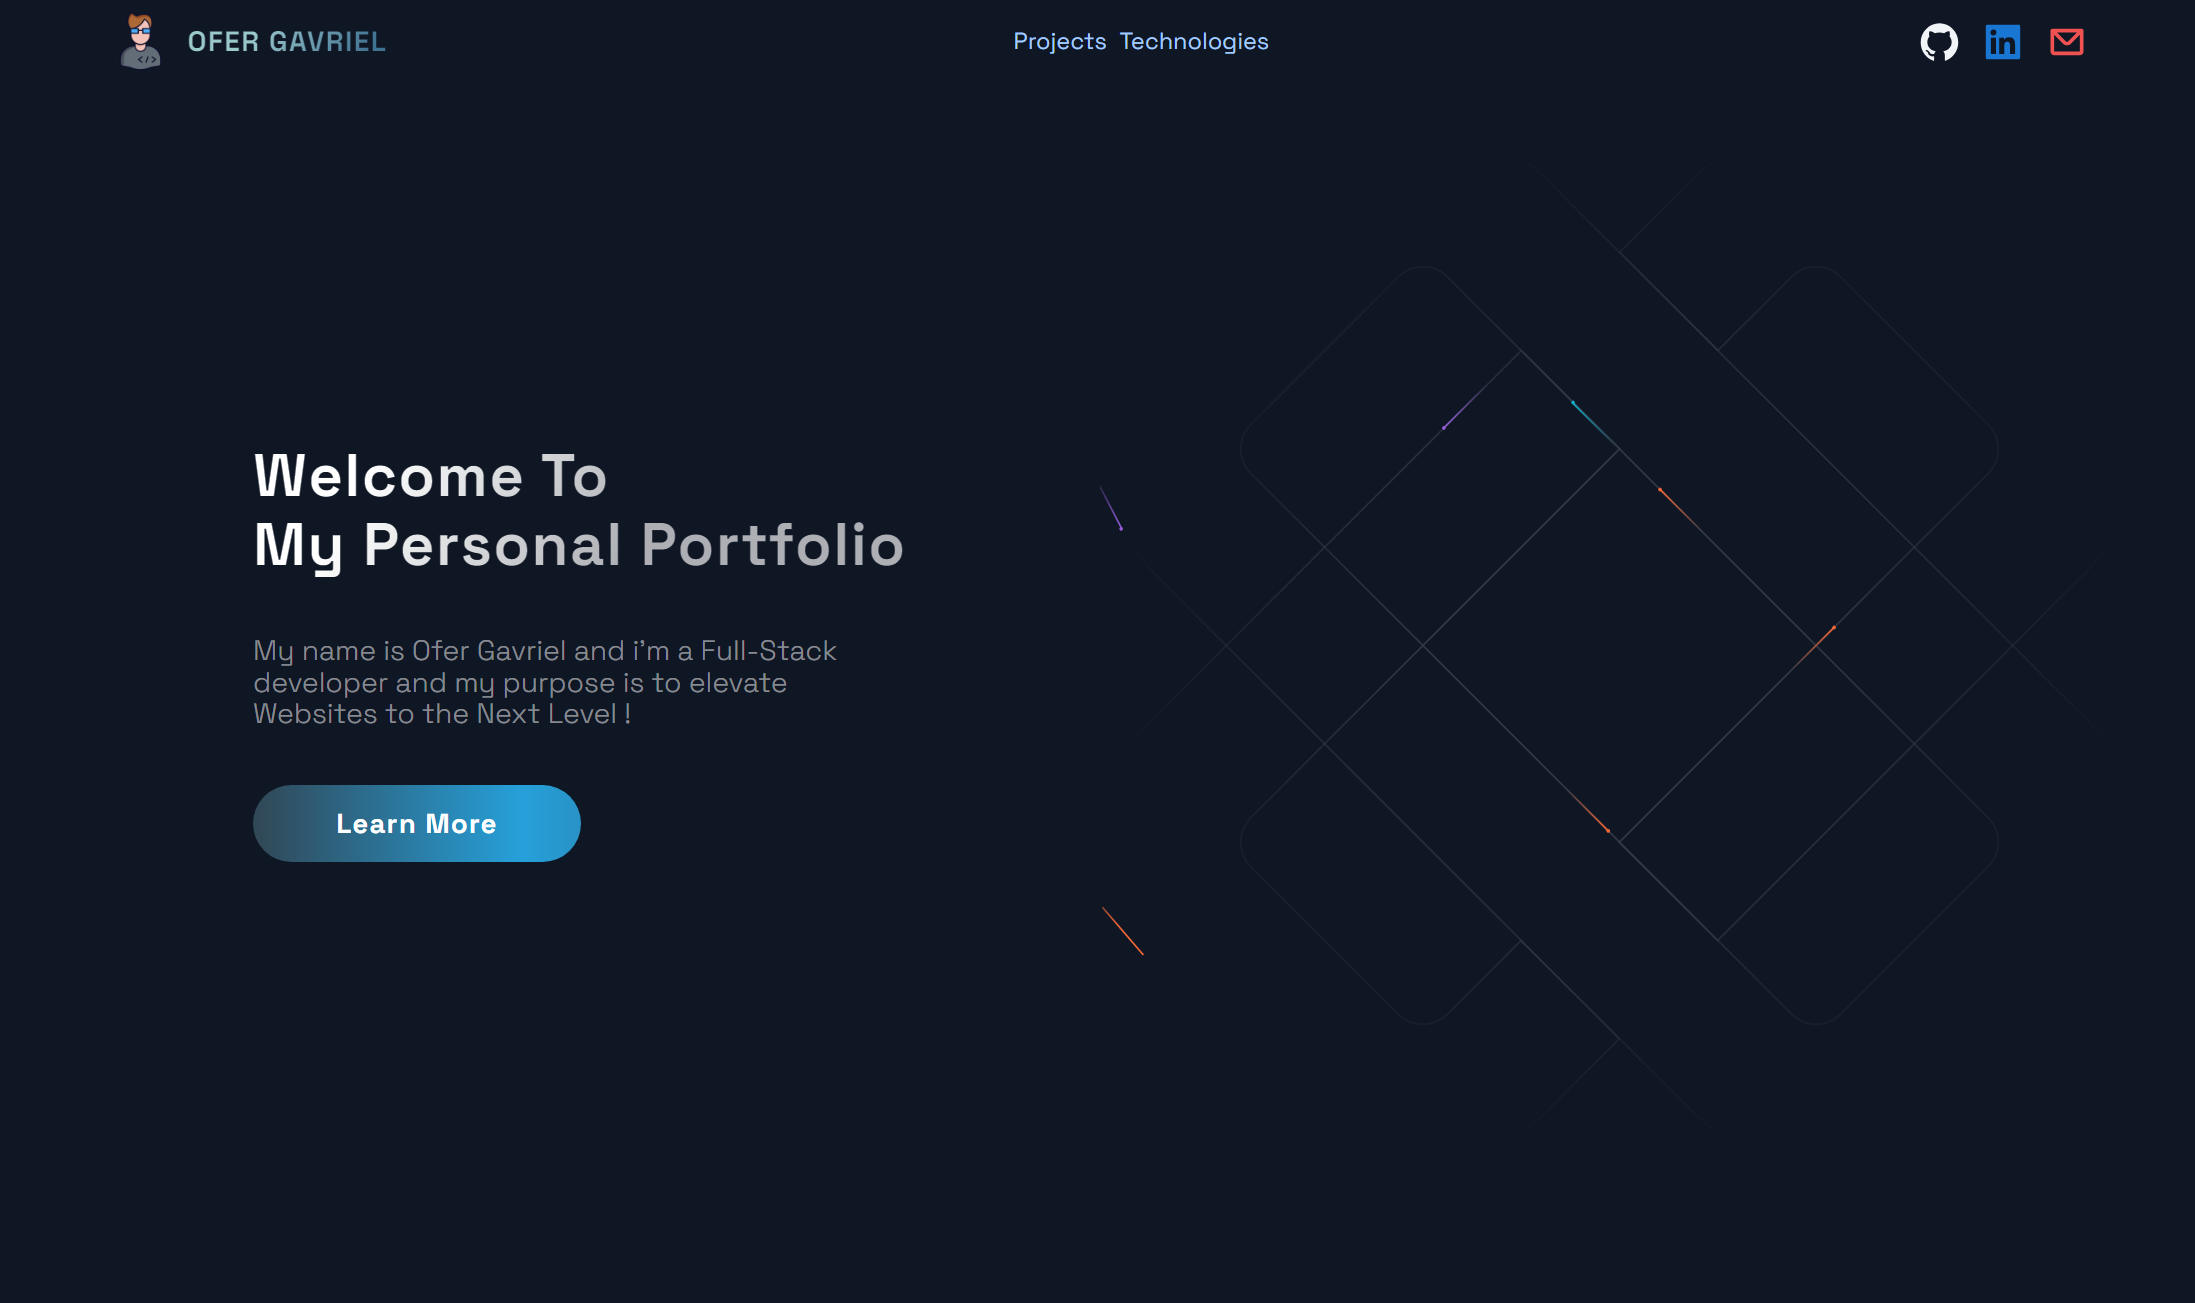 OFER GAVRIEL
Projects Technologies
Welcome To
My Personal Portfolio
My name is Ofer Gavriel and i'm a Full-Stack
developer and my purpose is to elevate
Websites to the Next Level !
Learn More